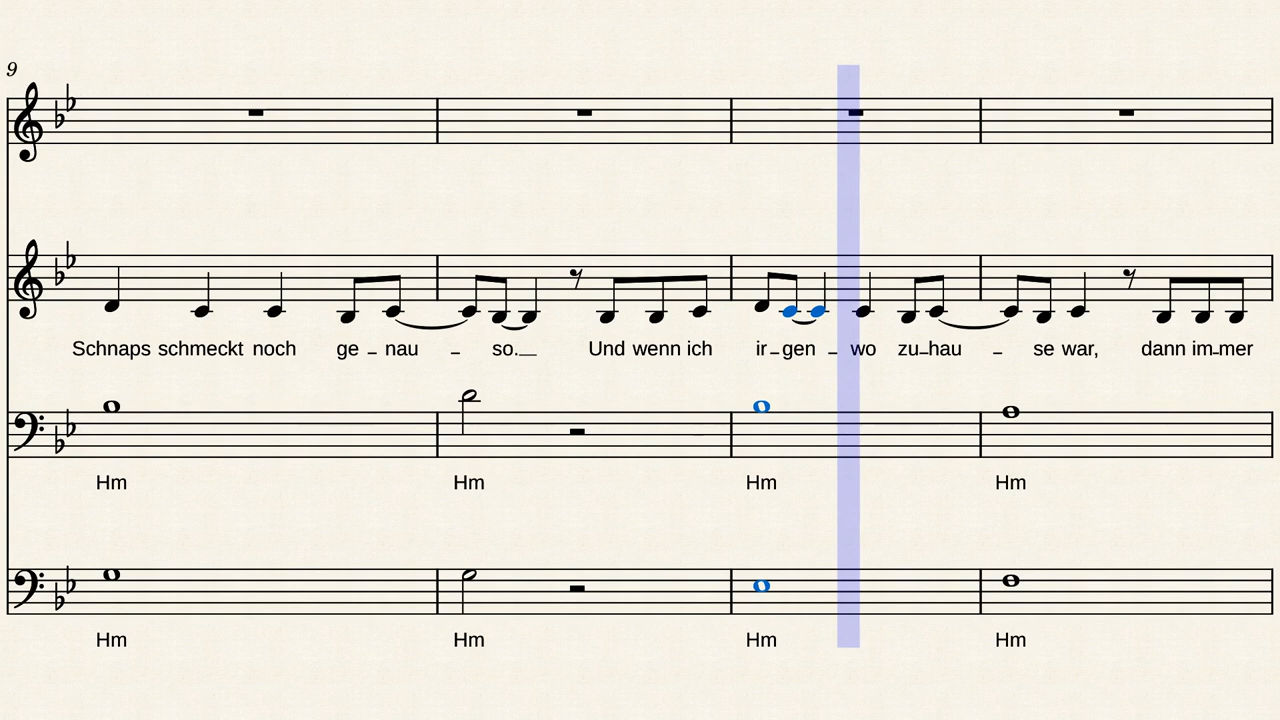 9
Schnaps schmeckt noch ge - nau - so.__ Und wenn ich ir - gen - wo zu - hau - se war, dann im - mer
Hm Hm Hm Hm
Hm Hm Hm Hm